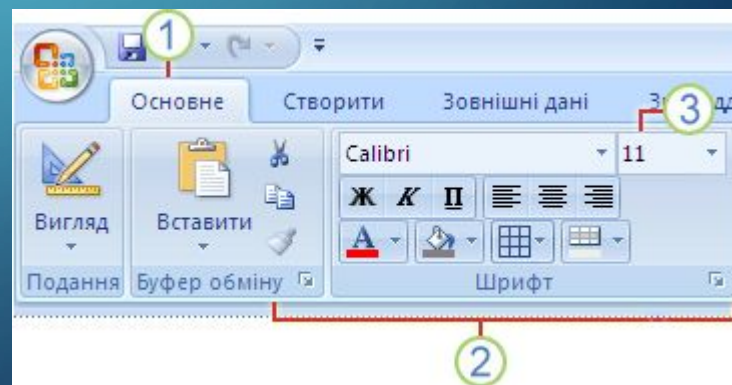 1
Основне Створити Зовнішні дані
3
Calibri 11
Ж К П
Вигляд Вставити
А
Подання Буфер обміну Шрифт
2